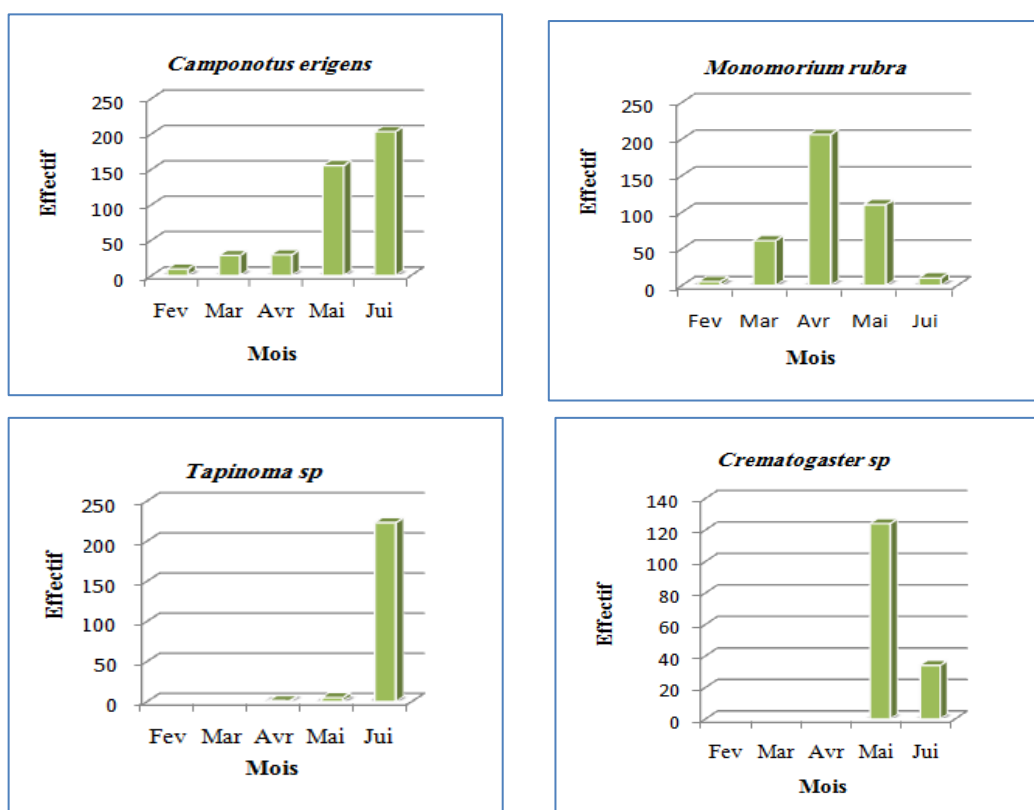 Camponotus erigens
250
200
150
100
50
0
Effectif
Fev Mar Avr Mai Jui
Mois
Monomorium rubra
250
200
150
100
50
0
Effectif
Fev Mar Avr Mai Jui
Mois
Tapinoma sp
250
200
150
100
50
0
Effectif
Fev Mar Avr Mai Jui
Mois
Crematogaster sp
140
120
100
80
60
40
20
0
Effectif
Fev Mar Avr Mai Jui
Mois